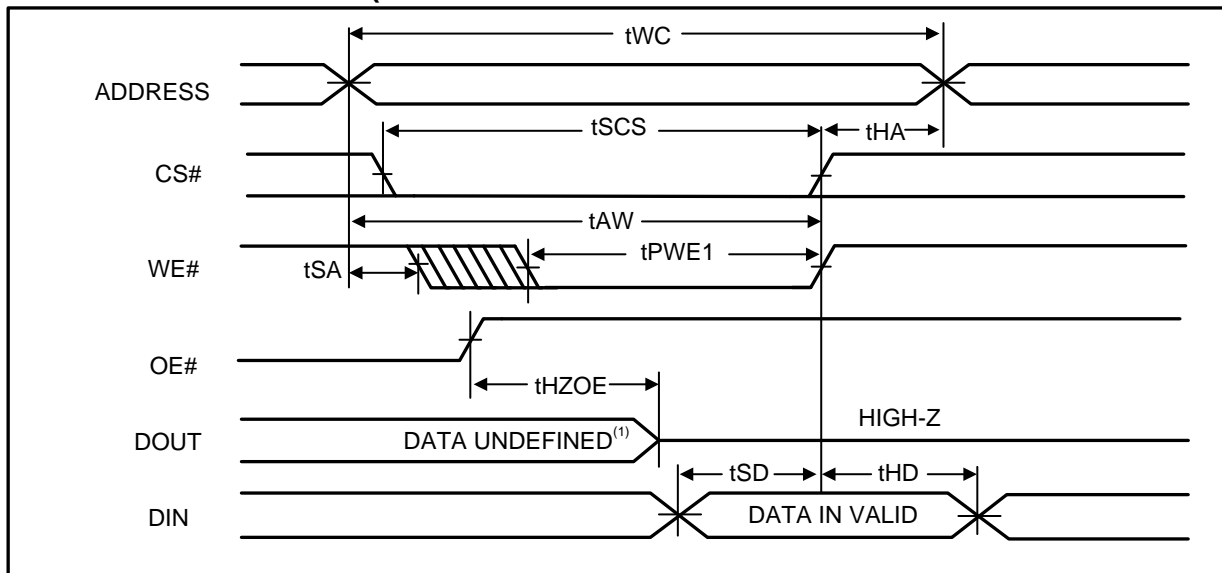 tWC
ADDRESS
tSCS
tHA
CS#
tAW
tPWE1
WE#
tSA
OE#
tHZOE
HIGH-Z
DOUT
DATA UNDEFINED(1)
tSD
tHD
DIN
DATA IN VALID